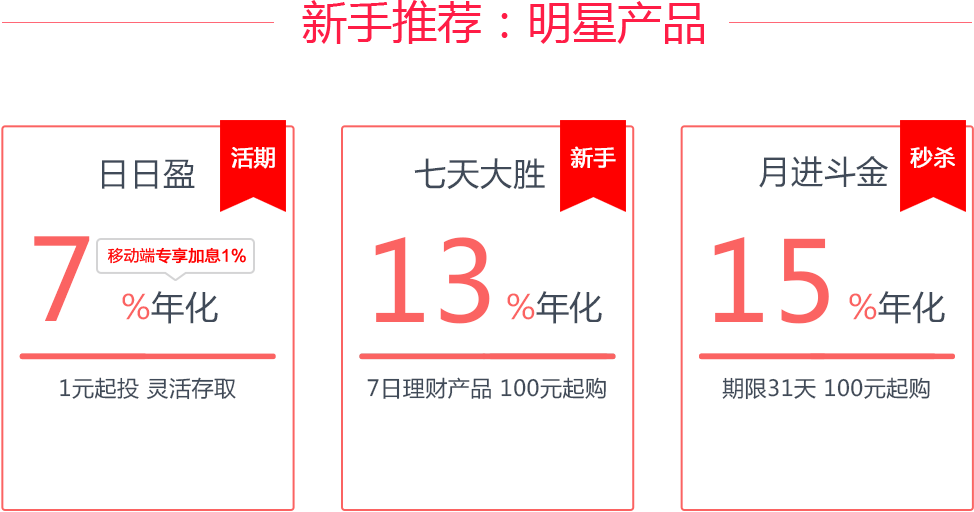 新手推荐：明星产品
活期
日日盈
7
移动端专享加息1%
%年化
1元起投 灵活存取
新手
七天大胜
13
%年化
7日理财产品 100元起购
秒杀
月进斗金
15
%年化
期限31天 100元起购